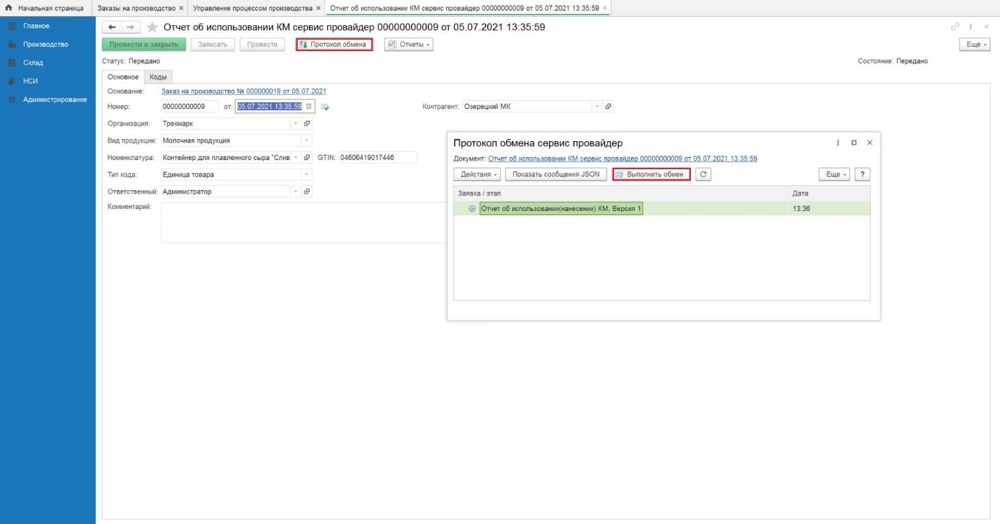 Начальная страница Заказы на производство × Управление процессом производства × Отчет об использовании КМ сервис провайдер 00000000009 от 05.07.2021 13:35:59 ×
Главное
Производство
Склад
НСИ
Администрирование
Отчет об использовании КМ сервис провайдер 00000000009 от 05.07.2021 13:35:59
Провести и закрыть Записать Провести Протокол обмена Отчеты Еще
Статус: Передано Состояние: Передано
Основное Коды
Основание: Заказ на производство № 000000019 от 05.07.2021
Номер: 00000000009 от: 05.07.2021 13:35:59 Контрагент: Озерецкий МК
Организация: Трекмарк
Вид продукции: Молочная продукция
Номенклатура: Контейнер для плавленного сыра "Слив GTIN: 04606419017446
Тип кода: Единица товара
Ответственный: Администратор
Комментарий:
Протокол обмена сервис провайдер
Документ: Отчет об использовании КМ сервис провайдер 00000000009 от 05.07.2021 13:35:59
Действия Показать сообщения JSON Выполнить обмен Еще ?
Заявка / этап Дата
Отчет об использовании(нанесении) КМ, Версия 1 13:36